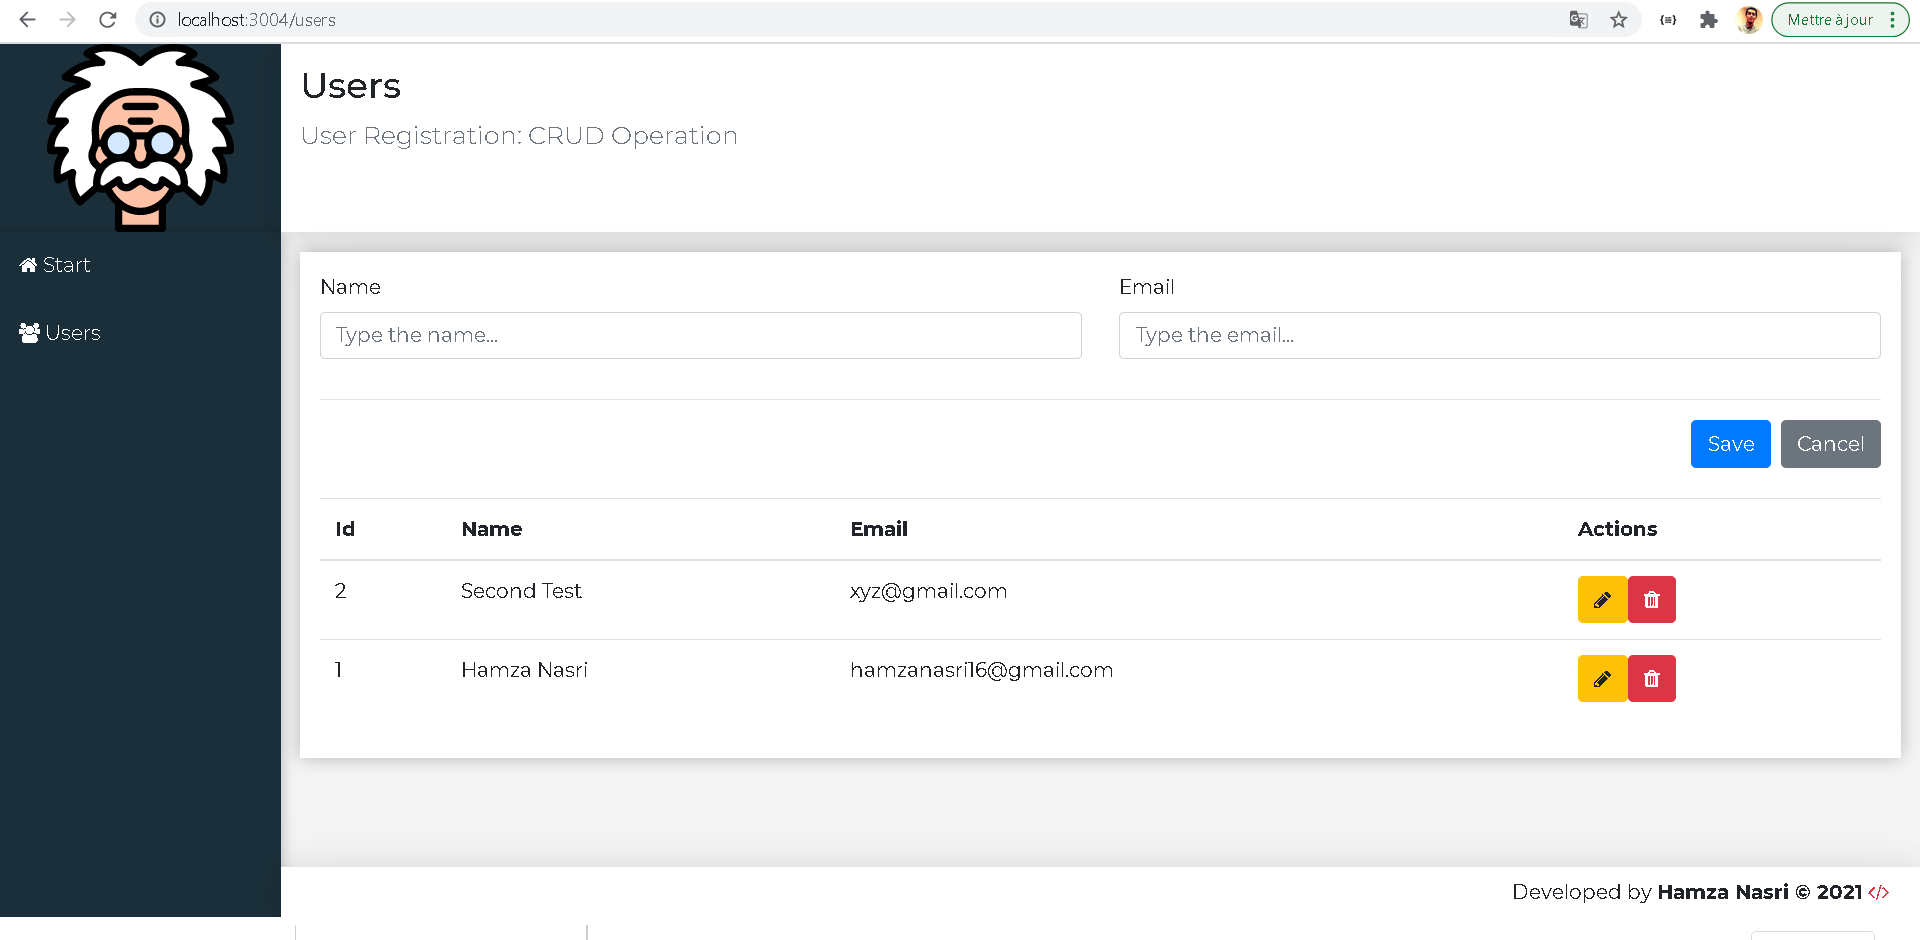 localhost:3004/users
Mettre à jour
Users
User Registration: CRUD Operation
Start
Users
Name Email
Type the name... Type the email...
Save Cancel
Id Name Email Actions
2 Second Test xyz@gmail.com
1 Hamza Nasri hamzanasri16@gmail.com
Developed by Hamza Nasri © 2021 </>